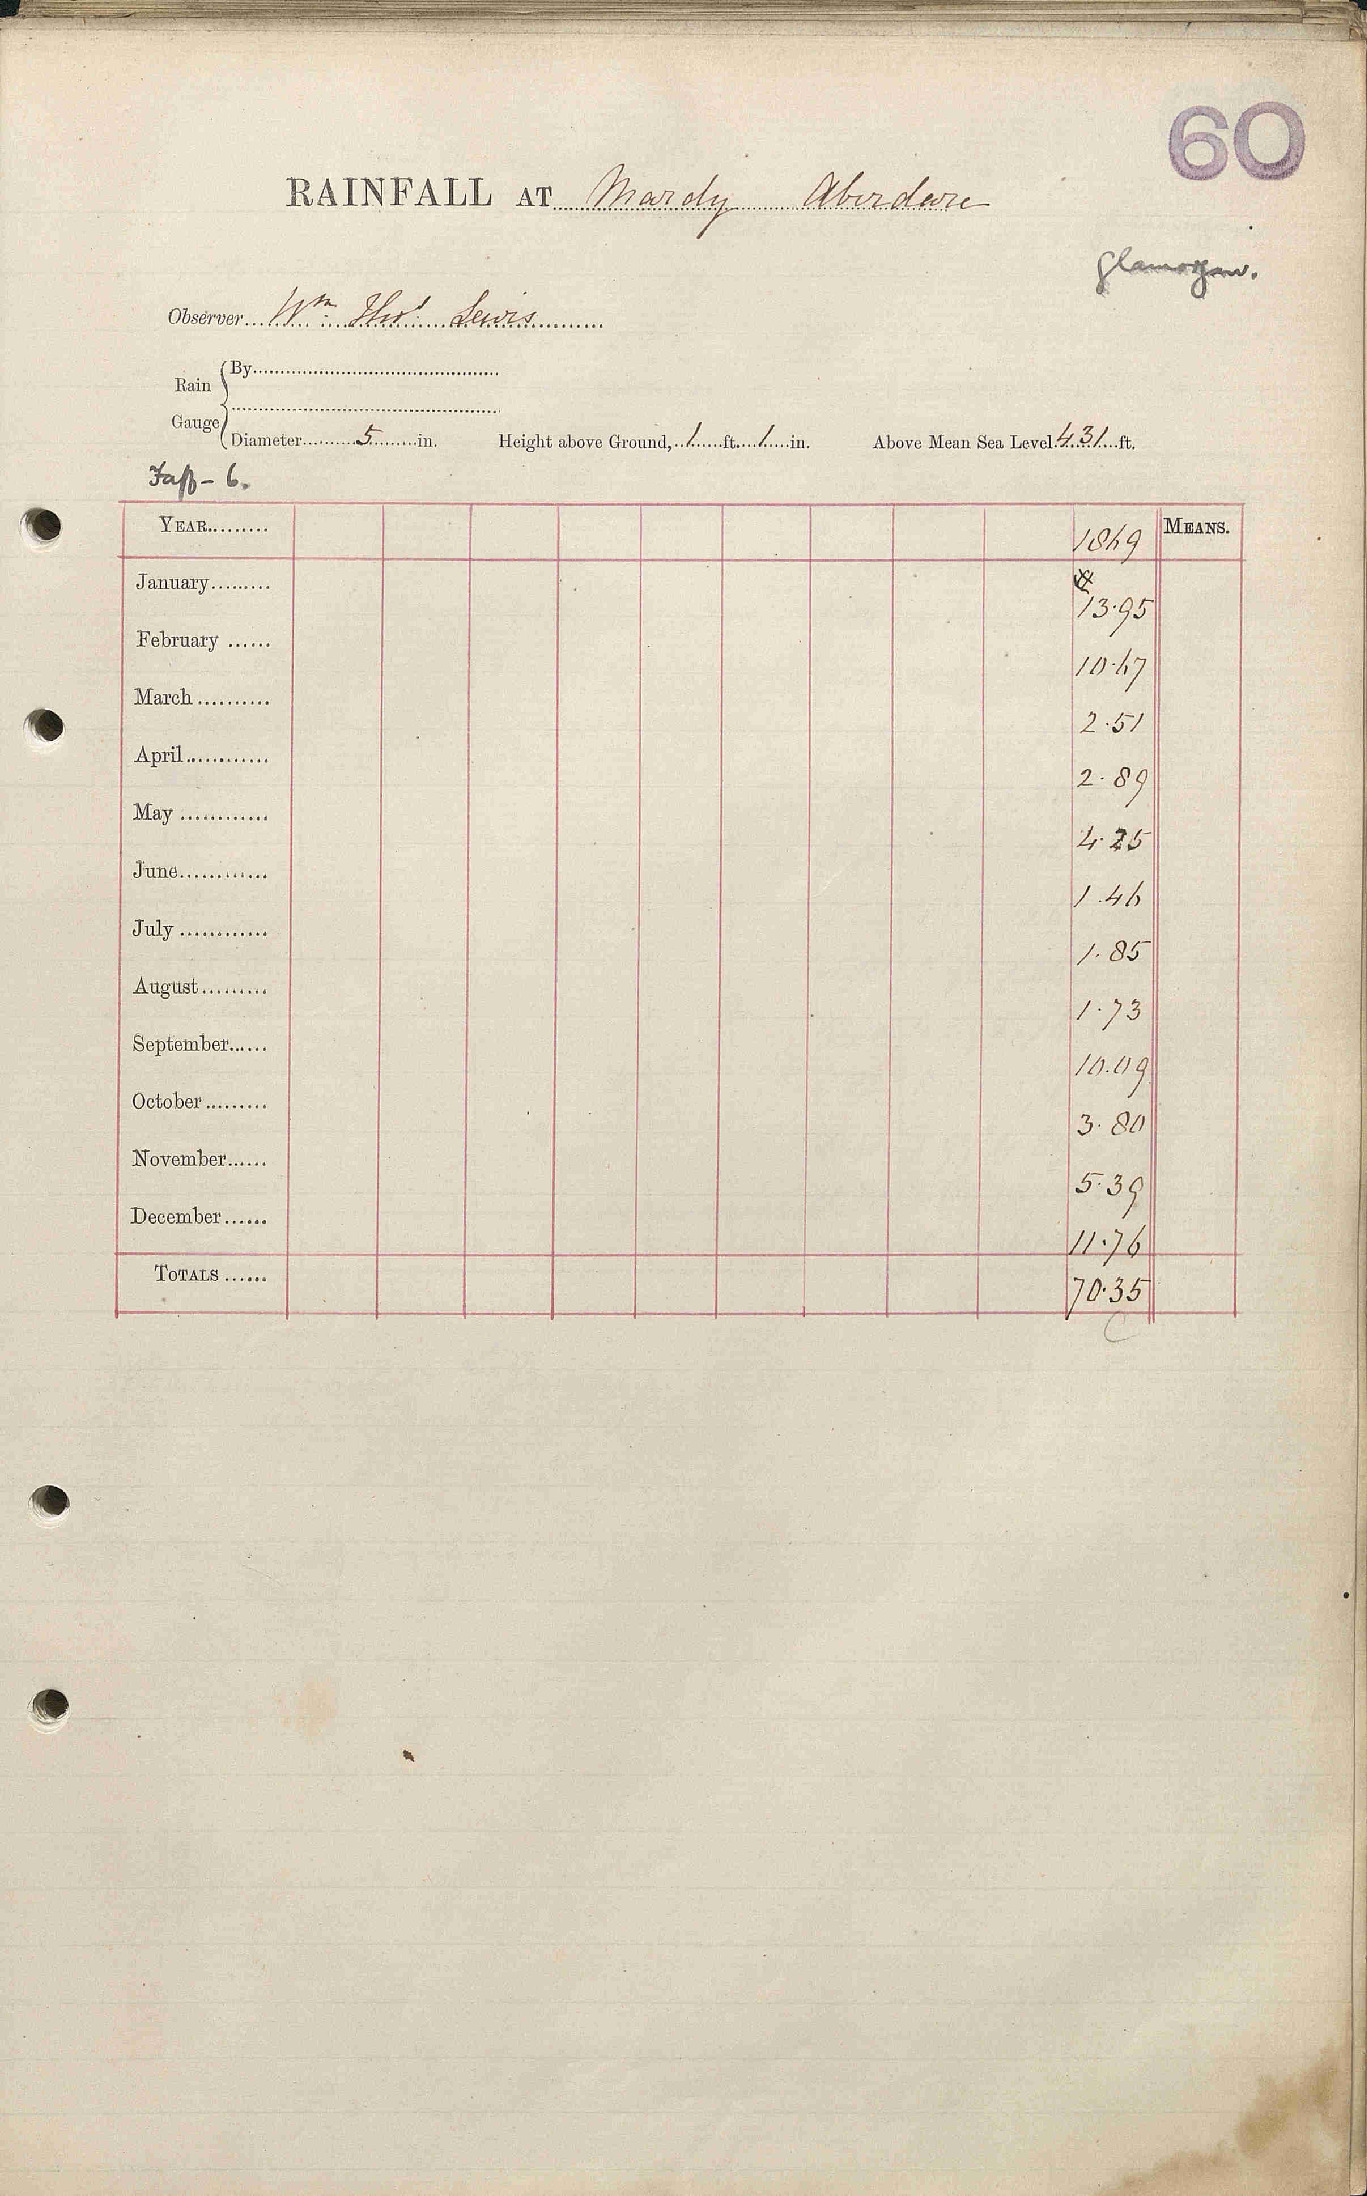 60
RAINFALL AT Mardy Aberdare
Glamorgan.
Observer Wm. Thos. Lewis
Rain Gauge
By
Diameter 5 in. Height above Ground, 1 ft. 1 in. Above Mean Sea Level 431 ft.
Taff - 6.
YEAR 1869 MEANS.
January 13.95
February 10.67
March 2.51
April 2.89
May 4.25
June 1.46
July 1.85
August 1.73
September 10.09
October 3.80
November 5.39
December 11.76
TOTALS 70.35
C